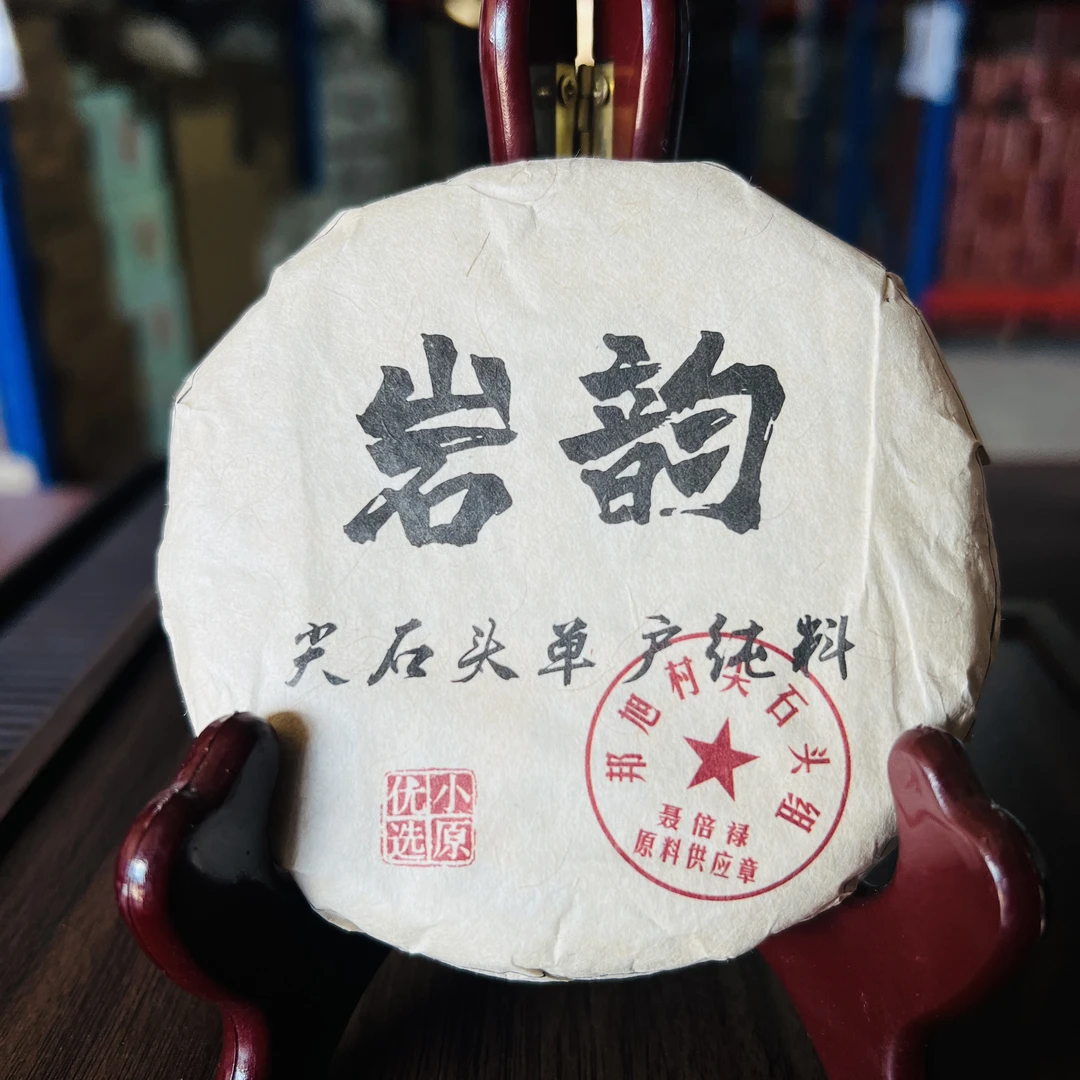 岩韵
尖石头单户纯料
小原
优选
邦旭村尖石头组
聂倍禄
原料供应章